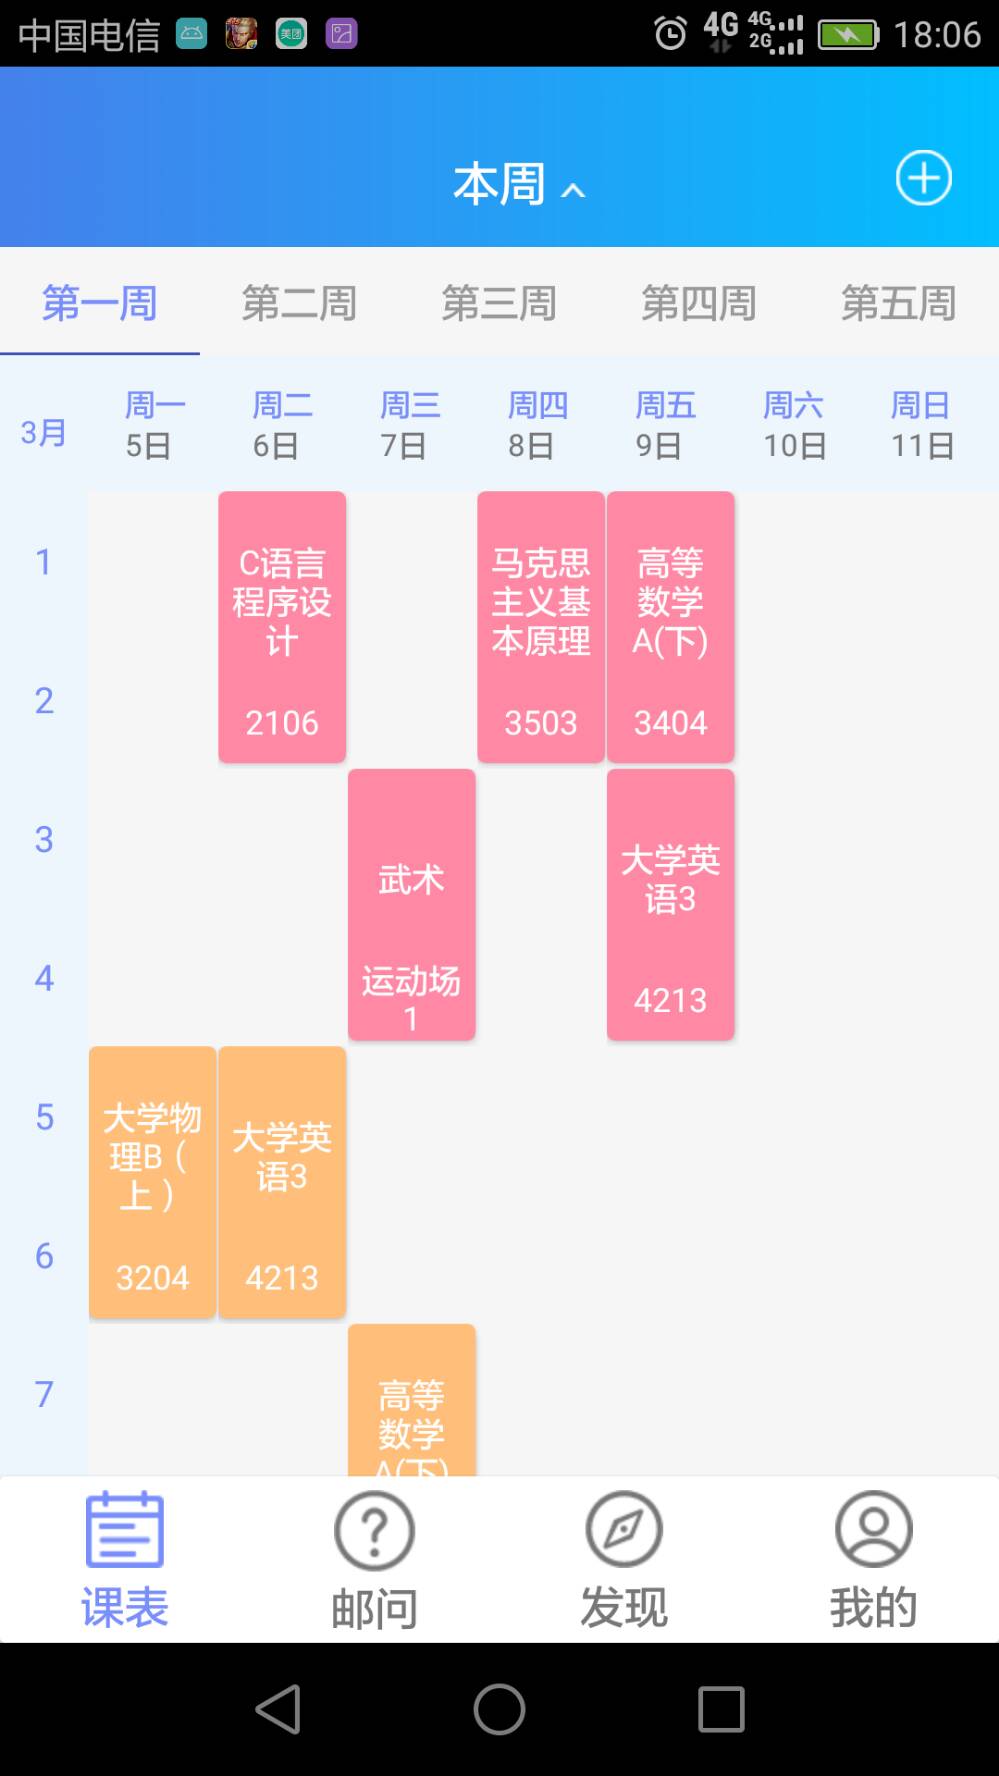 中国电信 美团 4G 4G 2G 18:06
本周
第一周 第二周 第三周 第四周 第五周
3月
周一 周二 周三 周四 周五 周六 周日
5日 6日 7日 8日 9日 10日 11日
1
2
3
4
5
6
7
C语言
程序设
计
2106
马克思
主义基
本原理
3503
高等
数学
A(下)
3404
武术
运动场
1
大学英
语3
4213
大学物
理B（
上）
3204
大学英
语3
4213
高等
数学
A(下)
课表 邮问 发现 我的